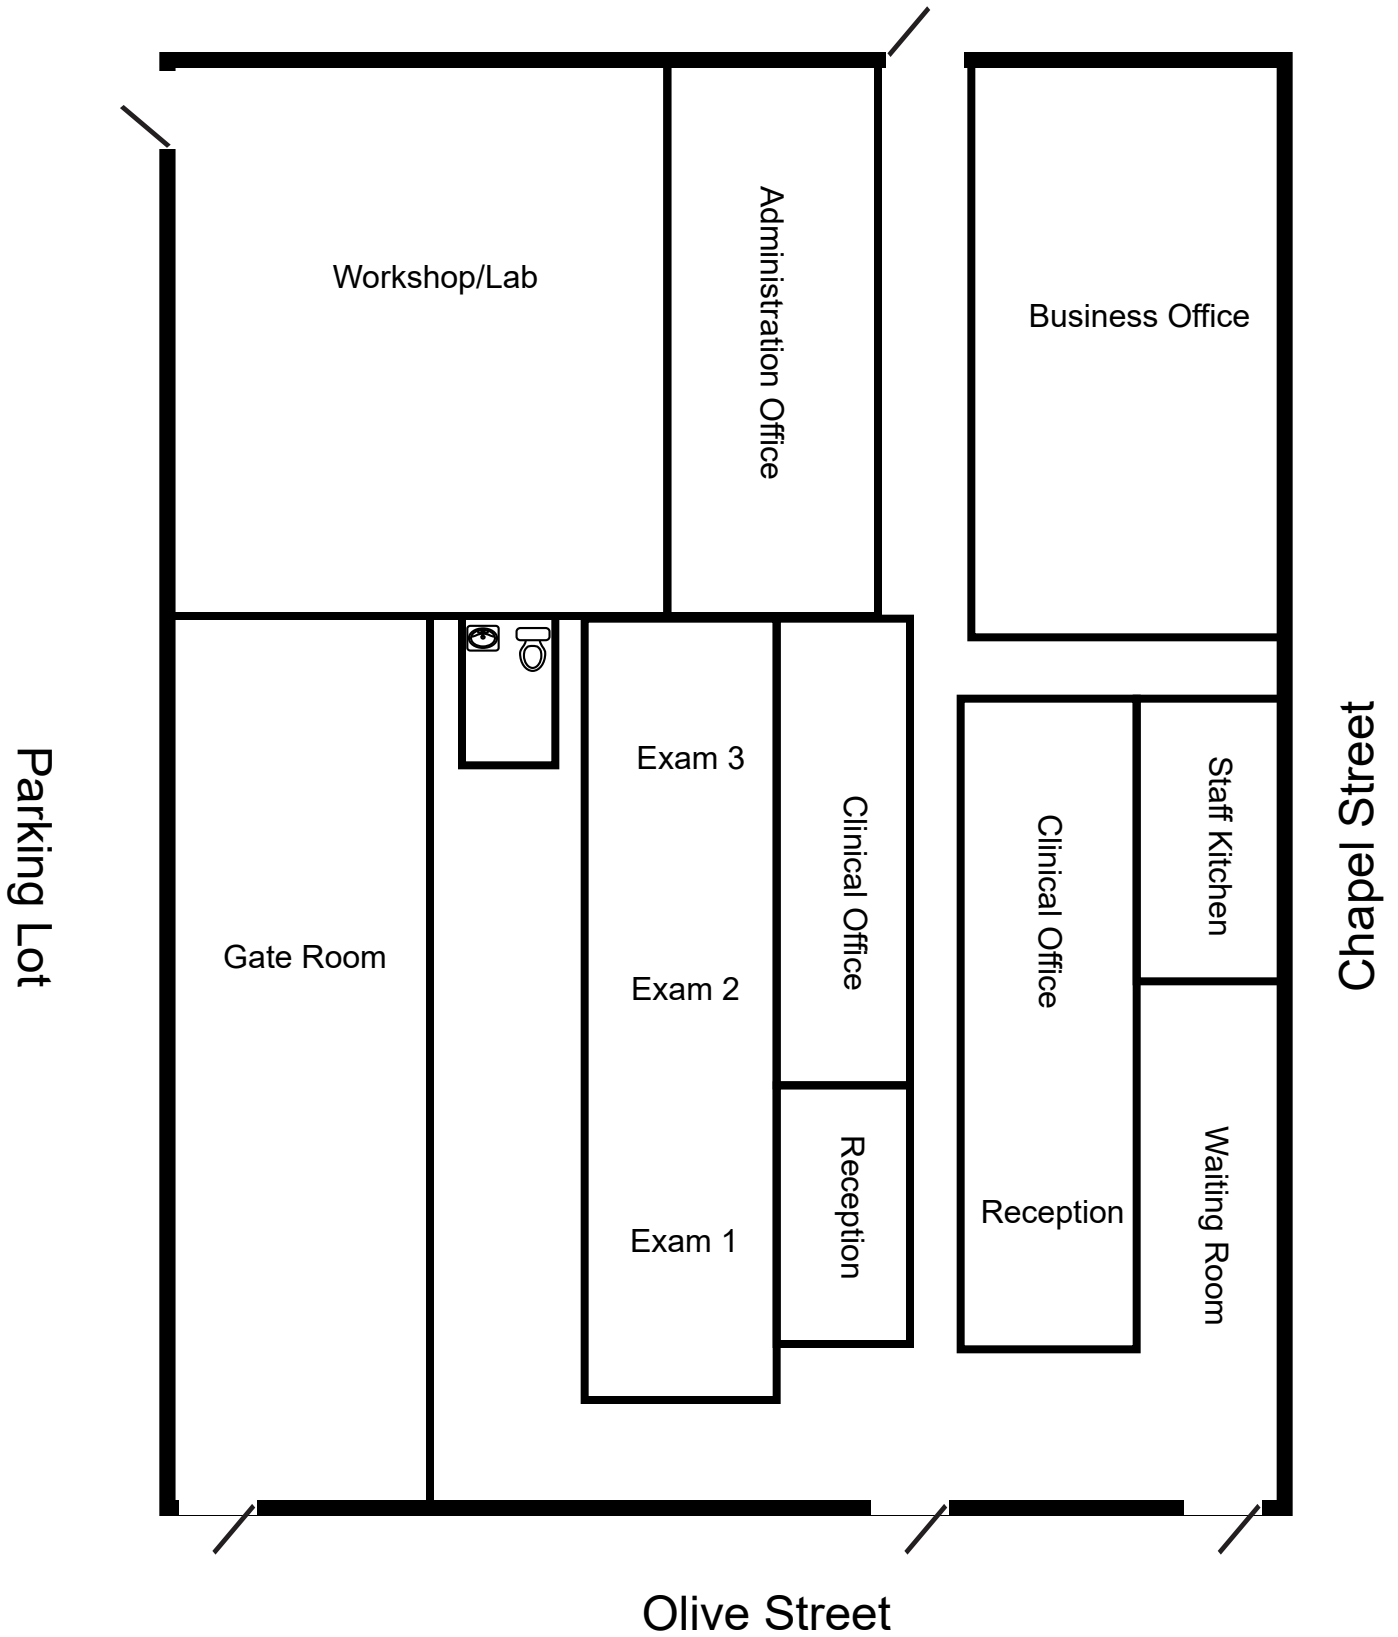 Workshop/Lab
Administration Office
Business Office
Parking Lot
Gate Room
Exam 3
Exam 2
Exam 1
Clinical Office
Reception
Clinical Office
Reception
Staff Kitchen
Waiting Room
Chapel Street
Olive Street